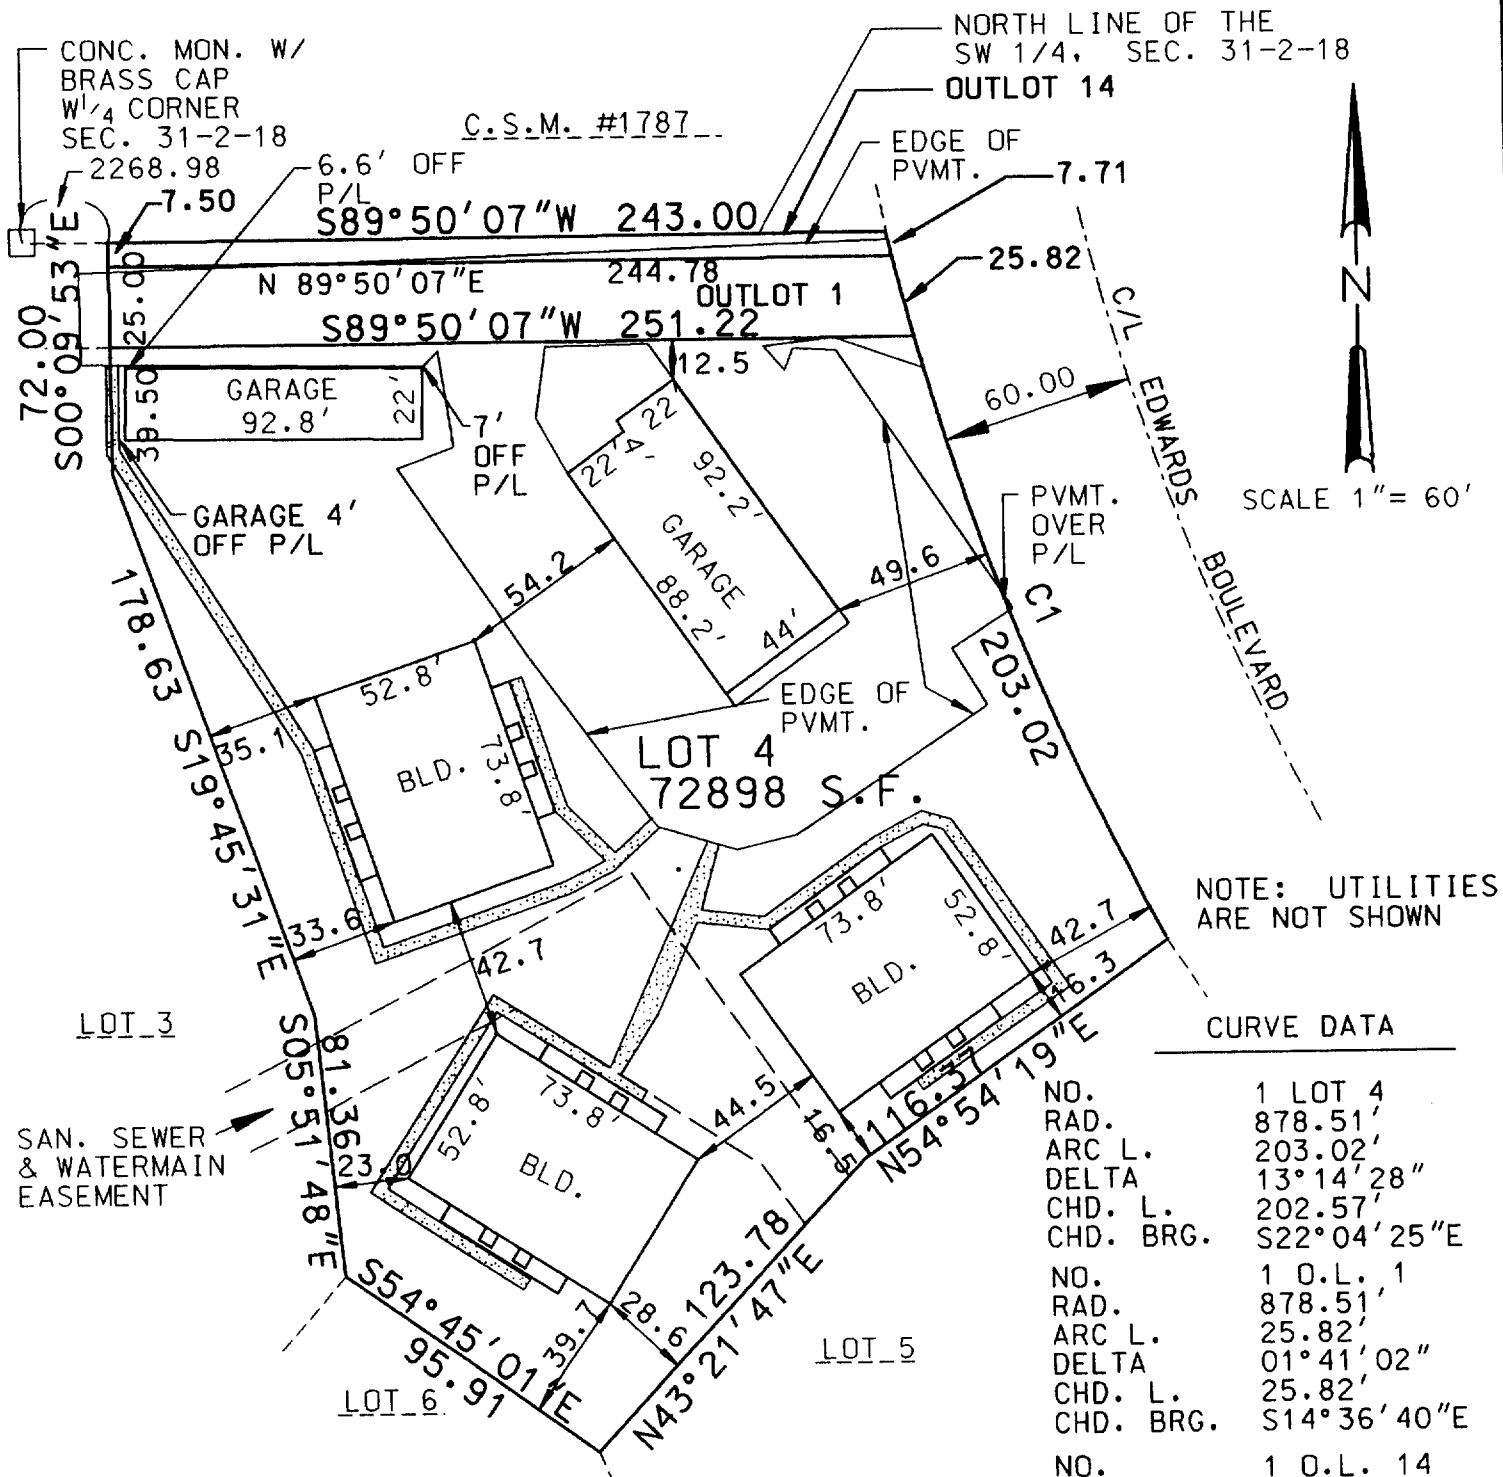 CONC. MON. W/
BRASS CAP
W1/4 CORNER
SEC. 31-2-18
2268.98
7.50
C.S.M. #1787
6.6' OFF
P/L
NORTH LINE OF THE
SW 1/4, SEC. 31-2-18
OUTLOT 14
EDGE OF
PVMT.
7.71
S89°50'07"W 243.00
25.82
N 89°50'07"E 244.78
OUTLOT 1
S89°50'07"W 251.22
72.00
S00°09'53"E
25.00
39.50
GARAGE
92.8'
22'
7'
OFF
P/L
GARAGE 4'
OFF P/L
12.5
22'
4'
22'
92.2'
GARAGE
88.2'
44'
54.2
49.6
60.00
C/L EDWARDS BOULEVARD
N
SCALE 1"= 60'
PVMT.
OVER
P/L
C1
203.02
178.63 S19°45'31"E
52.8'
35.1
BLD.
73.8'
EDGE OF
PVMT.
LOT 4
72898 S.F.
33.6
42.7
NOTE: UTILITIES
ARE NOT SHOWN
73.8'
52.8'
BLD.
42.7
16.3
LOT 3
S05°51'48"E
81.36
SAN. SEWER
& WATERMAIN
EASEMENT
23.0
52.8'
73.8'
BLD.
44.5
16.5
116.37
N54°54'19"E
S54°45'01"E
95.91
39.7
28.6
123.78
N43°21'47"E
LOT 5
LOT 6
CURVE DATA
NO. 1 LOT 4
RAD. 878.51'
ARC L. 203.02'
DELTA 13°14'28"
CHD. L. 202.57'
CHD. BRG. S22°04'25"E
NO. 1 O.L. 1
RAD. 878.51'
ARC L. 25.82'
DELTA 01°41'02"
CHD. L. 25.82'
CHD. BRG. S14°36'40"E
NO. 1 O.L. 14